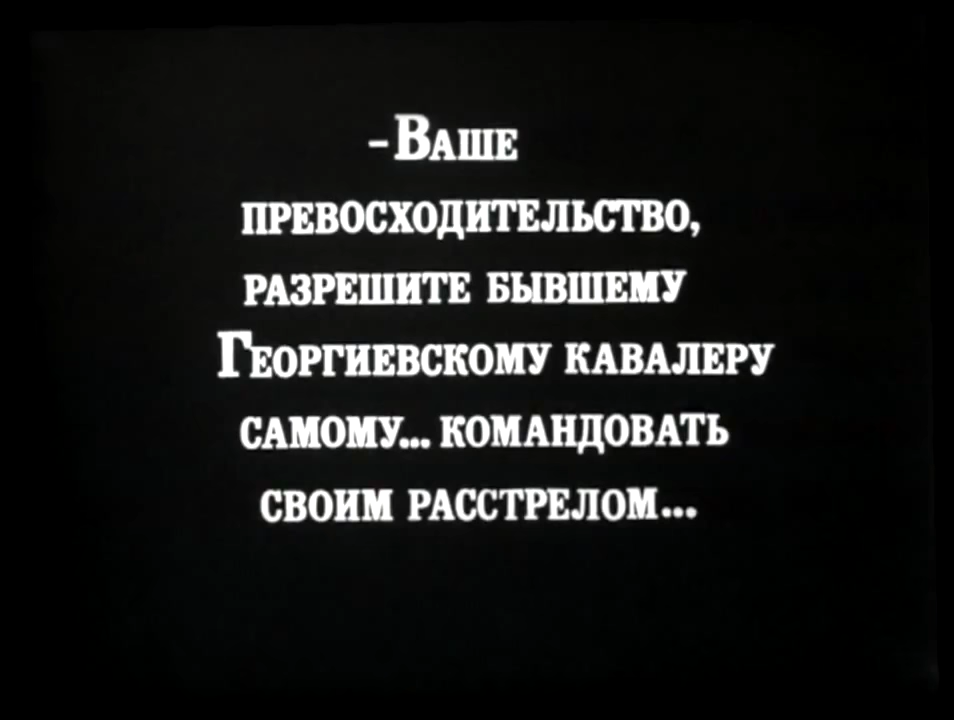 -Ваше
превосходительство,
разрешите бывшему
Георгиевскому кавалеру
самому... командовать
своим расстрелом...